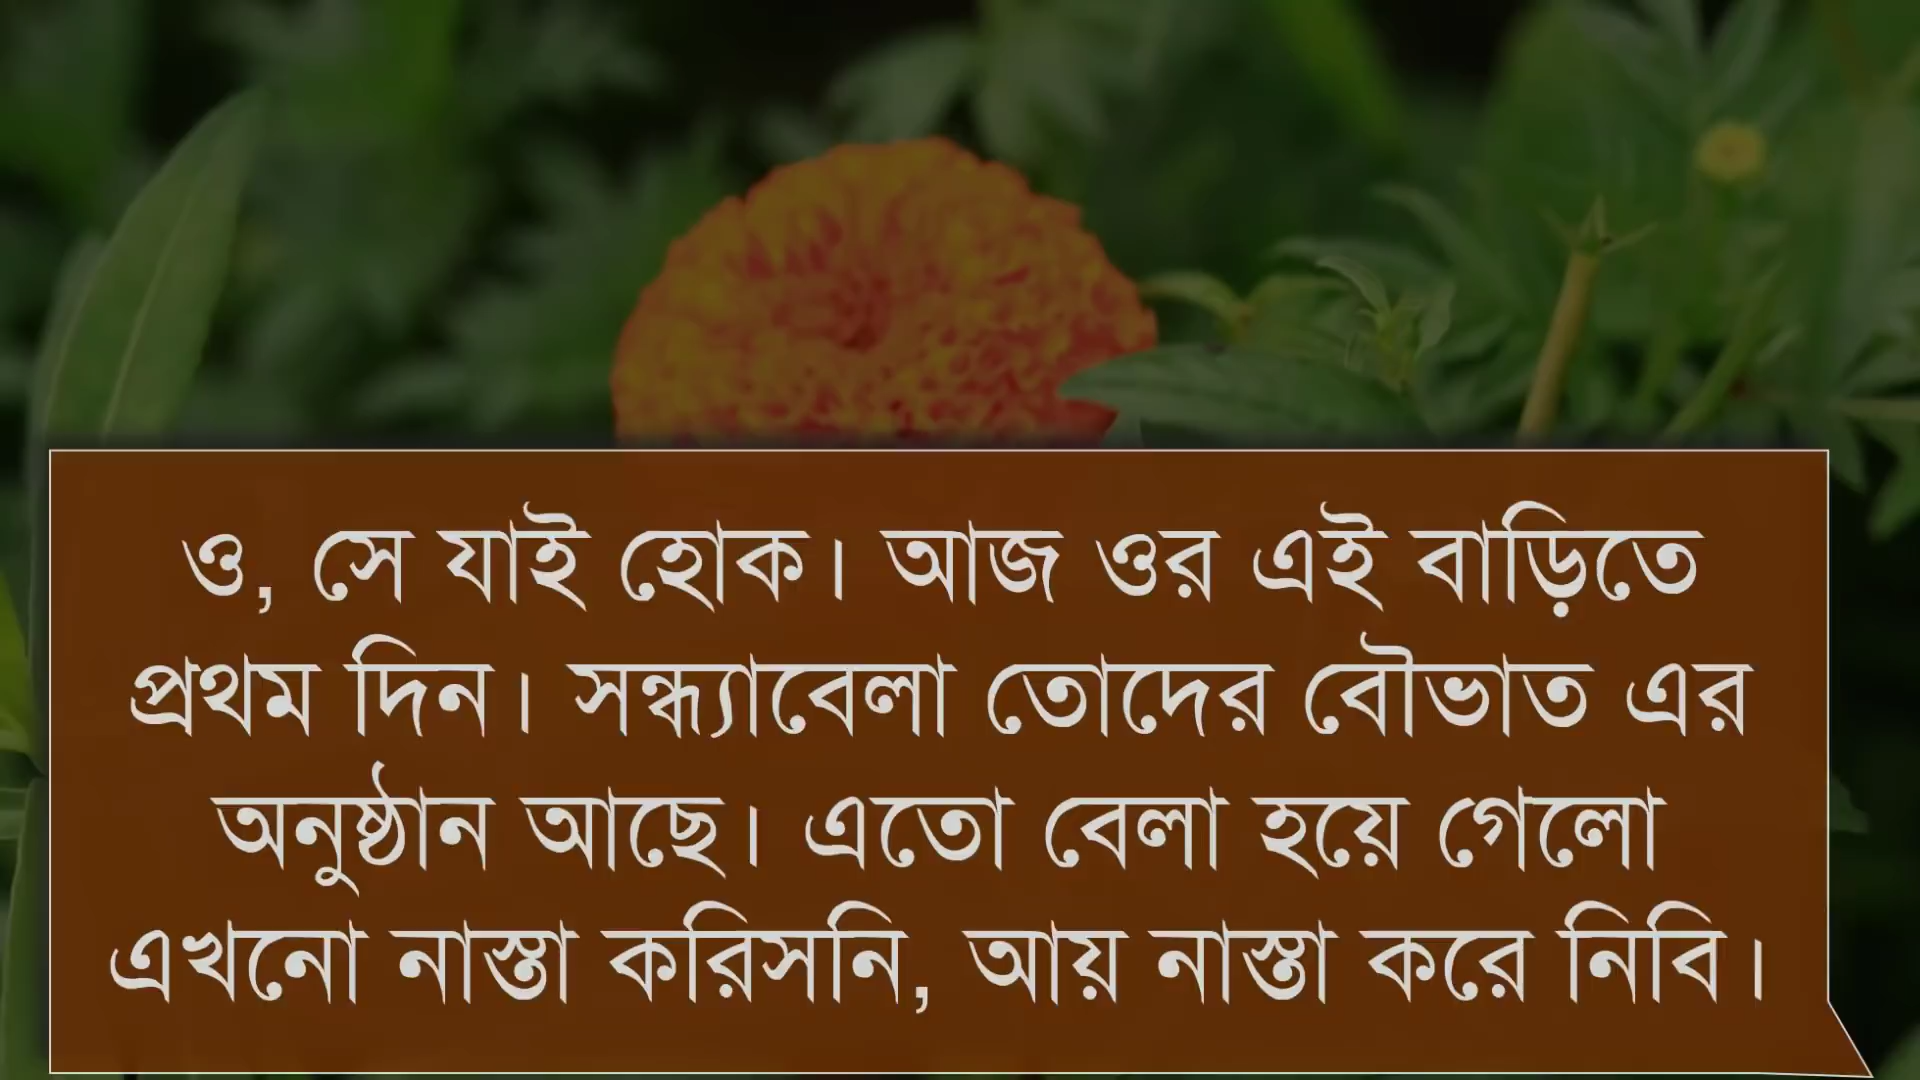 ও, সে যাই হোক। আজ ওর এই বাড়িতে
প্রথম দিন। সন্ধ্যাবেলা তোদের বৌভাত এর
অনুষ্ঠান আছে। এতো বেলা হয়ে গেলো
এখনো নাস্তা করিসনি, আয় নাস্তা করে নিবি।